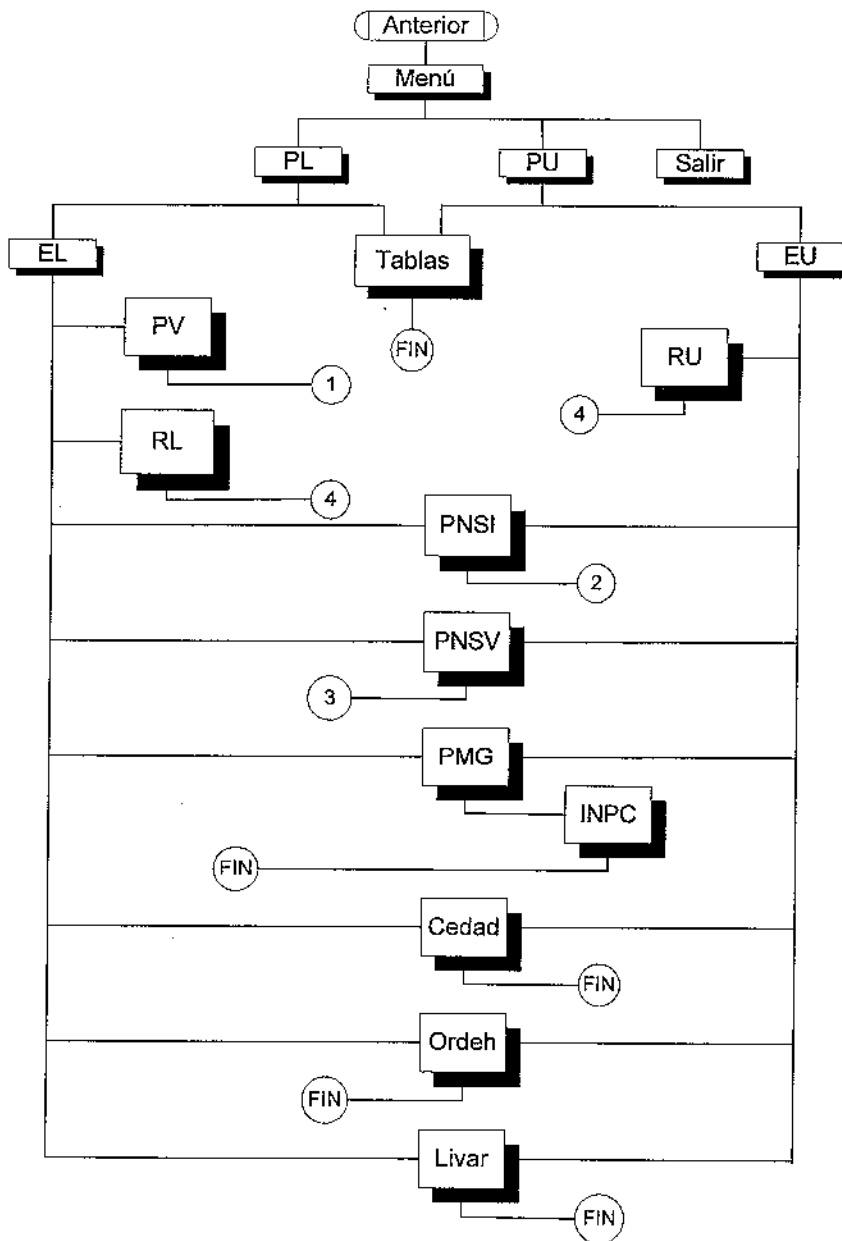 Anterior
Menú
PL
PU
Salir
EL
Tablas
EU
PV
FIN
RU
1
4
RL
4
PNSI
2
PNSV
3
PMG
INPC
FIN
Cedad
FIN
Ordeh
FIN
Livar
FIN